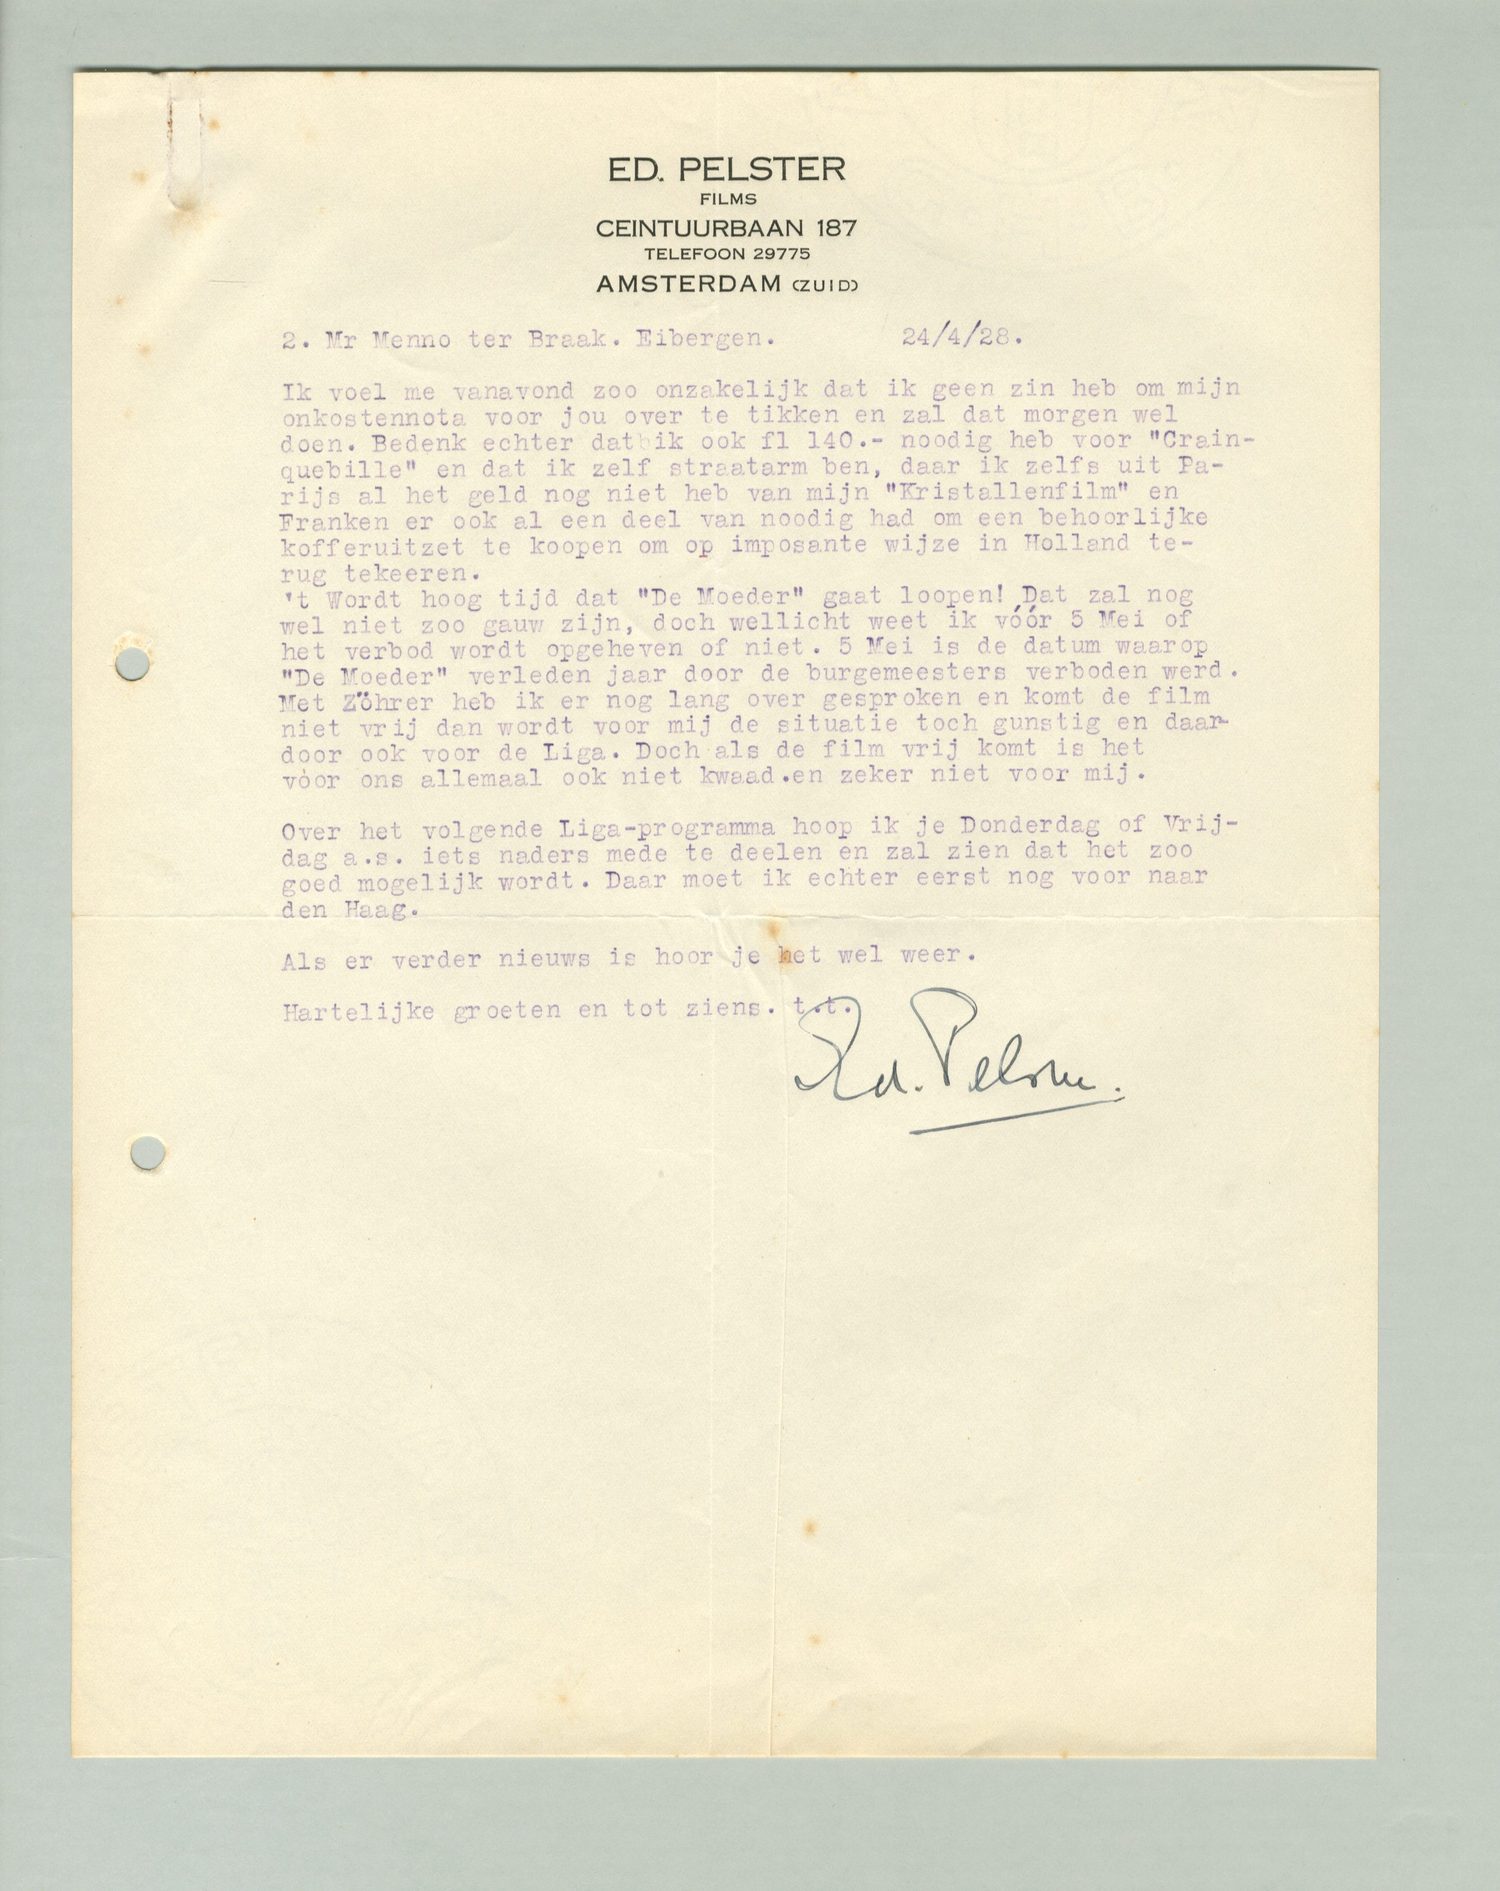 ED. PELSTER
FILMS
CEINTUURBAAN 187
TELEFOON 29775
AMSTERDAM (ZUID)
2. Mr Menno ter Braak. Eibergen. 24/4/28.
Ik voel me vanavond zoo onzakelijk dat ik geen zin heb om mijn
onkostennota voor jou over te tikken en zal dat morgen wel
doen. Bedenk echter dat ik ook fl 140.- noodig heb voor "Crain-
quebille" en dat ik zelf straatarm ben, daar ik zelfs uit Pa-
rijs al het geld nog niet heb van mijn "Kristallenfilm" en
Franken er ook al een deel van noodig had om een behoorlijke
kofferuitzet te koopen om op imposante wijze in Holland te-
rug tekeeren.
't Wordt hoog tijd dat "De Moeder" gaat loopen! Dat zal nog
wel niet zoo gauw zijn, doch wellicht weet ik vóór 5 Mei of
het verbod wordt opgeheven of niet. 5 Mei is de datum waarop
"De Moeder" verleden jaar door de burgemeesters verboden werd.
Met Zöhrer heb ik er nog lang over gesproken en komt de film
niet vrij dan wordt voor mij de situatie toch gunstig en daar-
door ook voor de Liga. Doch als de film vrij komt is het
vòor ons allemaal ook niet kwaad.en zeker niet voor mij.
Over het volgende Liga-programma hoop ik je Donderdag of Vrij-
dag a.s. iets naders mede te deelen en zal zien dat het zoo
goed mogelijk wordt. Daar moet ik echter eerst nog voor naar
den Haag.
Als er verder nieuws is hoor je het wel weer.
Hartelijke groeten en tot ziens. t.t.
Ed. Pelster.